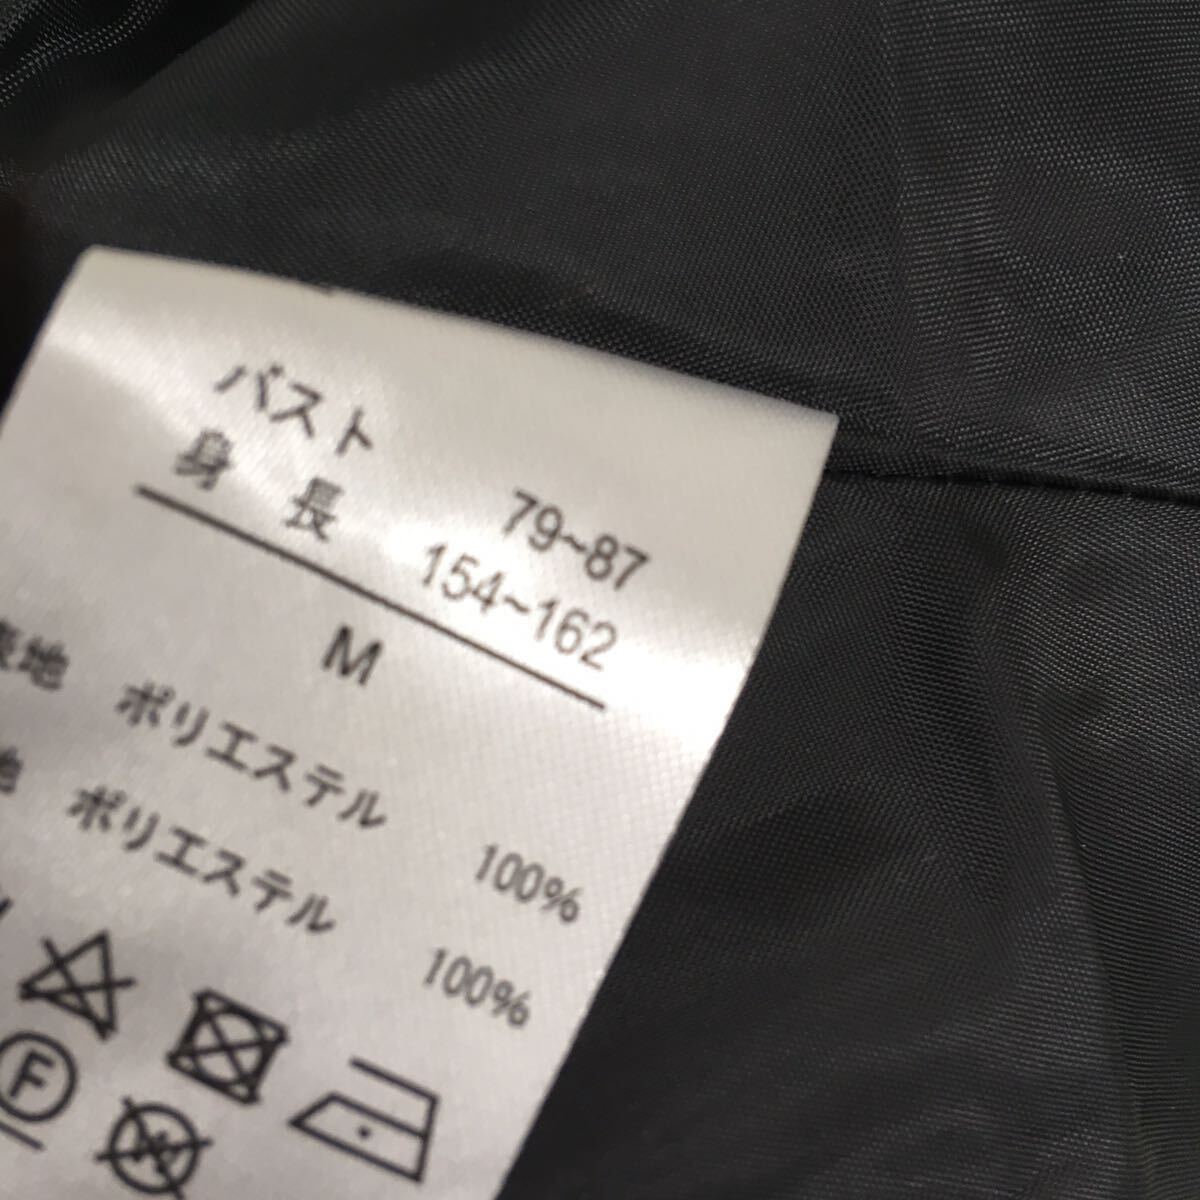 バスト 79~87
身 長 154~162
M
表地 ポリエステル 100%
地 ポリエステル 100%
F
W